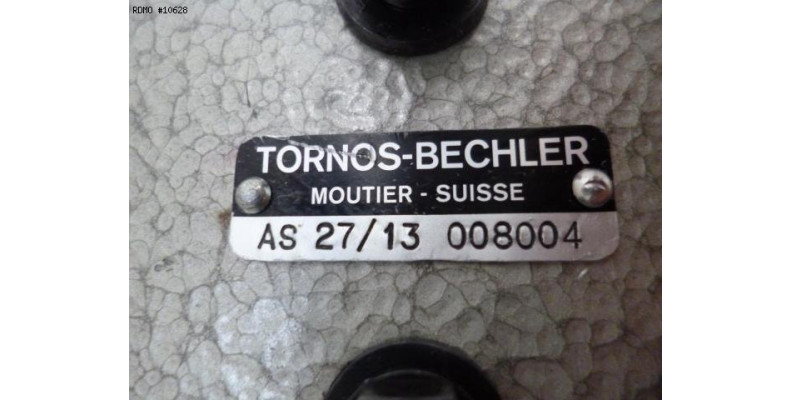 RDMO #10628
TORNOS-BECHLER
MOUTIER - SUISSE
AS 27/13 008004